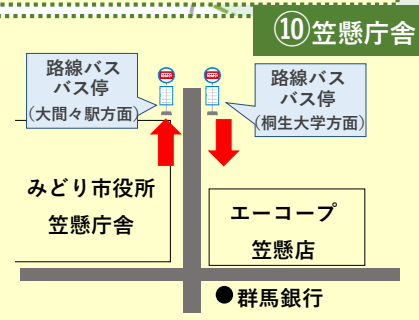 ⑩笠懸庁舎
路線バス
バス停
(大間々駅方面)
路線バス
バス停
(桐生大学方面)
みどり市役所
笠懸庁舎
エーコープ
笠懸店
●群馬銀行